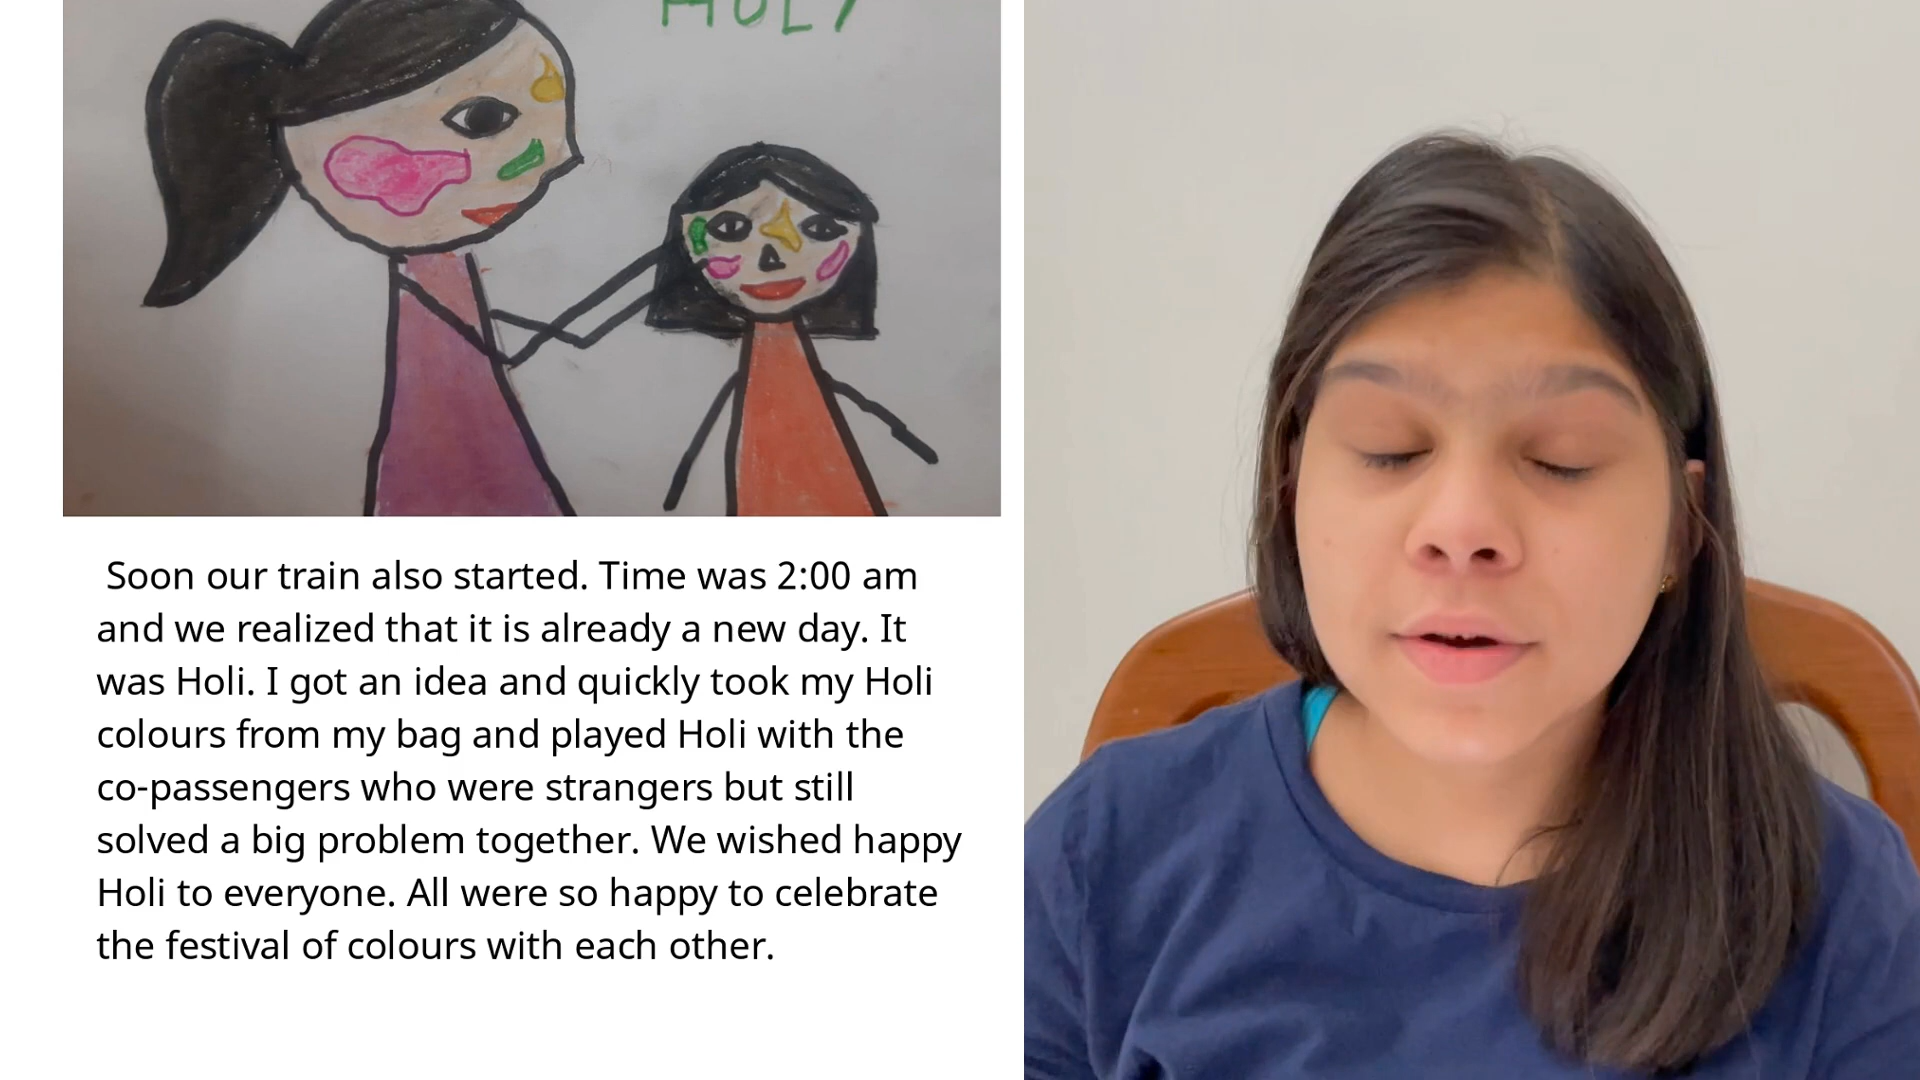 HOLY
Soon our train also started. Time was 2:00 am
and we realized that it is already a new day. It
was Holi. I got an idea and quickly took my Holi
colours from my bag and played Holi with the
co-passengers who were strangers but still
solved a big problem together. We wished happy
Holi to everyone. All were so happy to celebrate
the festival of colours with each other.